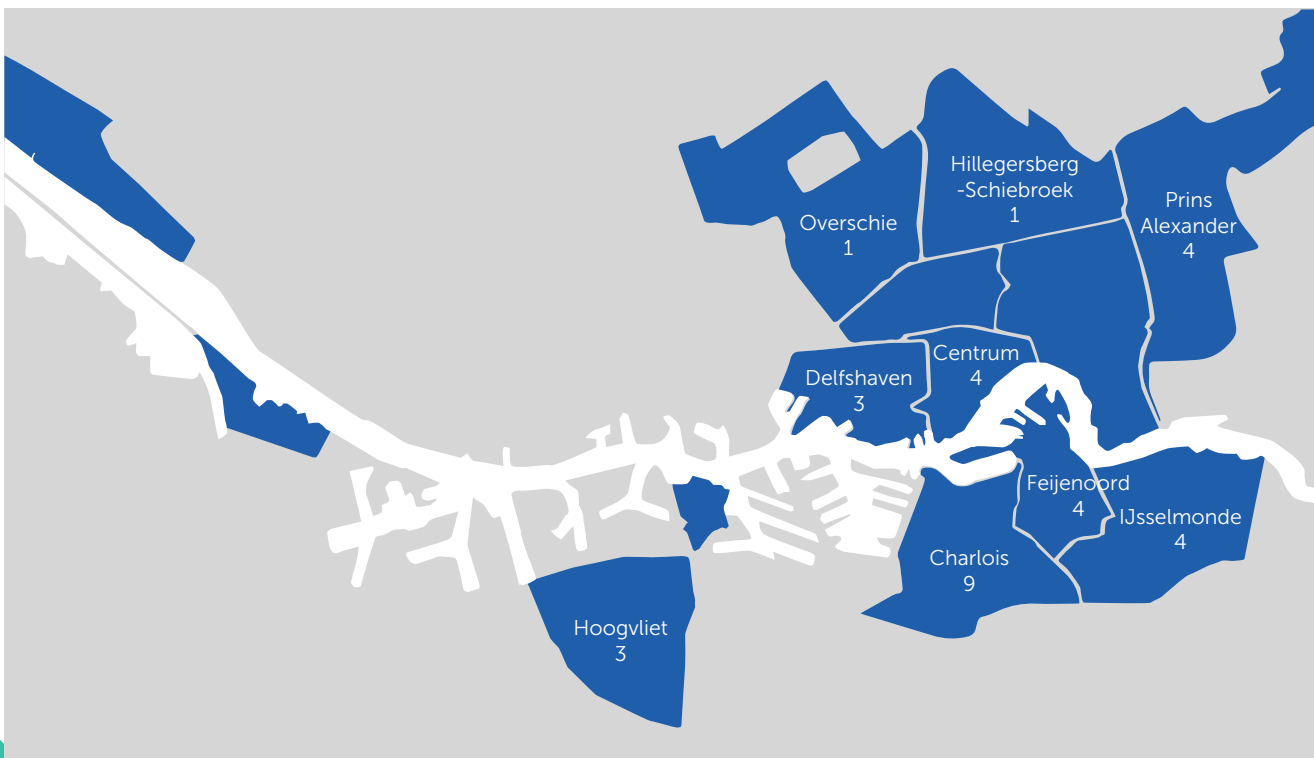 Hillegersberg
-Schiebroek
1
Prins
Alexander
4
Overschie
1
Centrum
4
Delfshaven
3
Feijenoord
4
IJsselmonde
4
Charlois
9
Hoogvliet
3